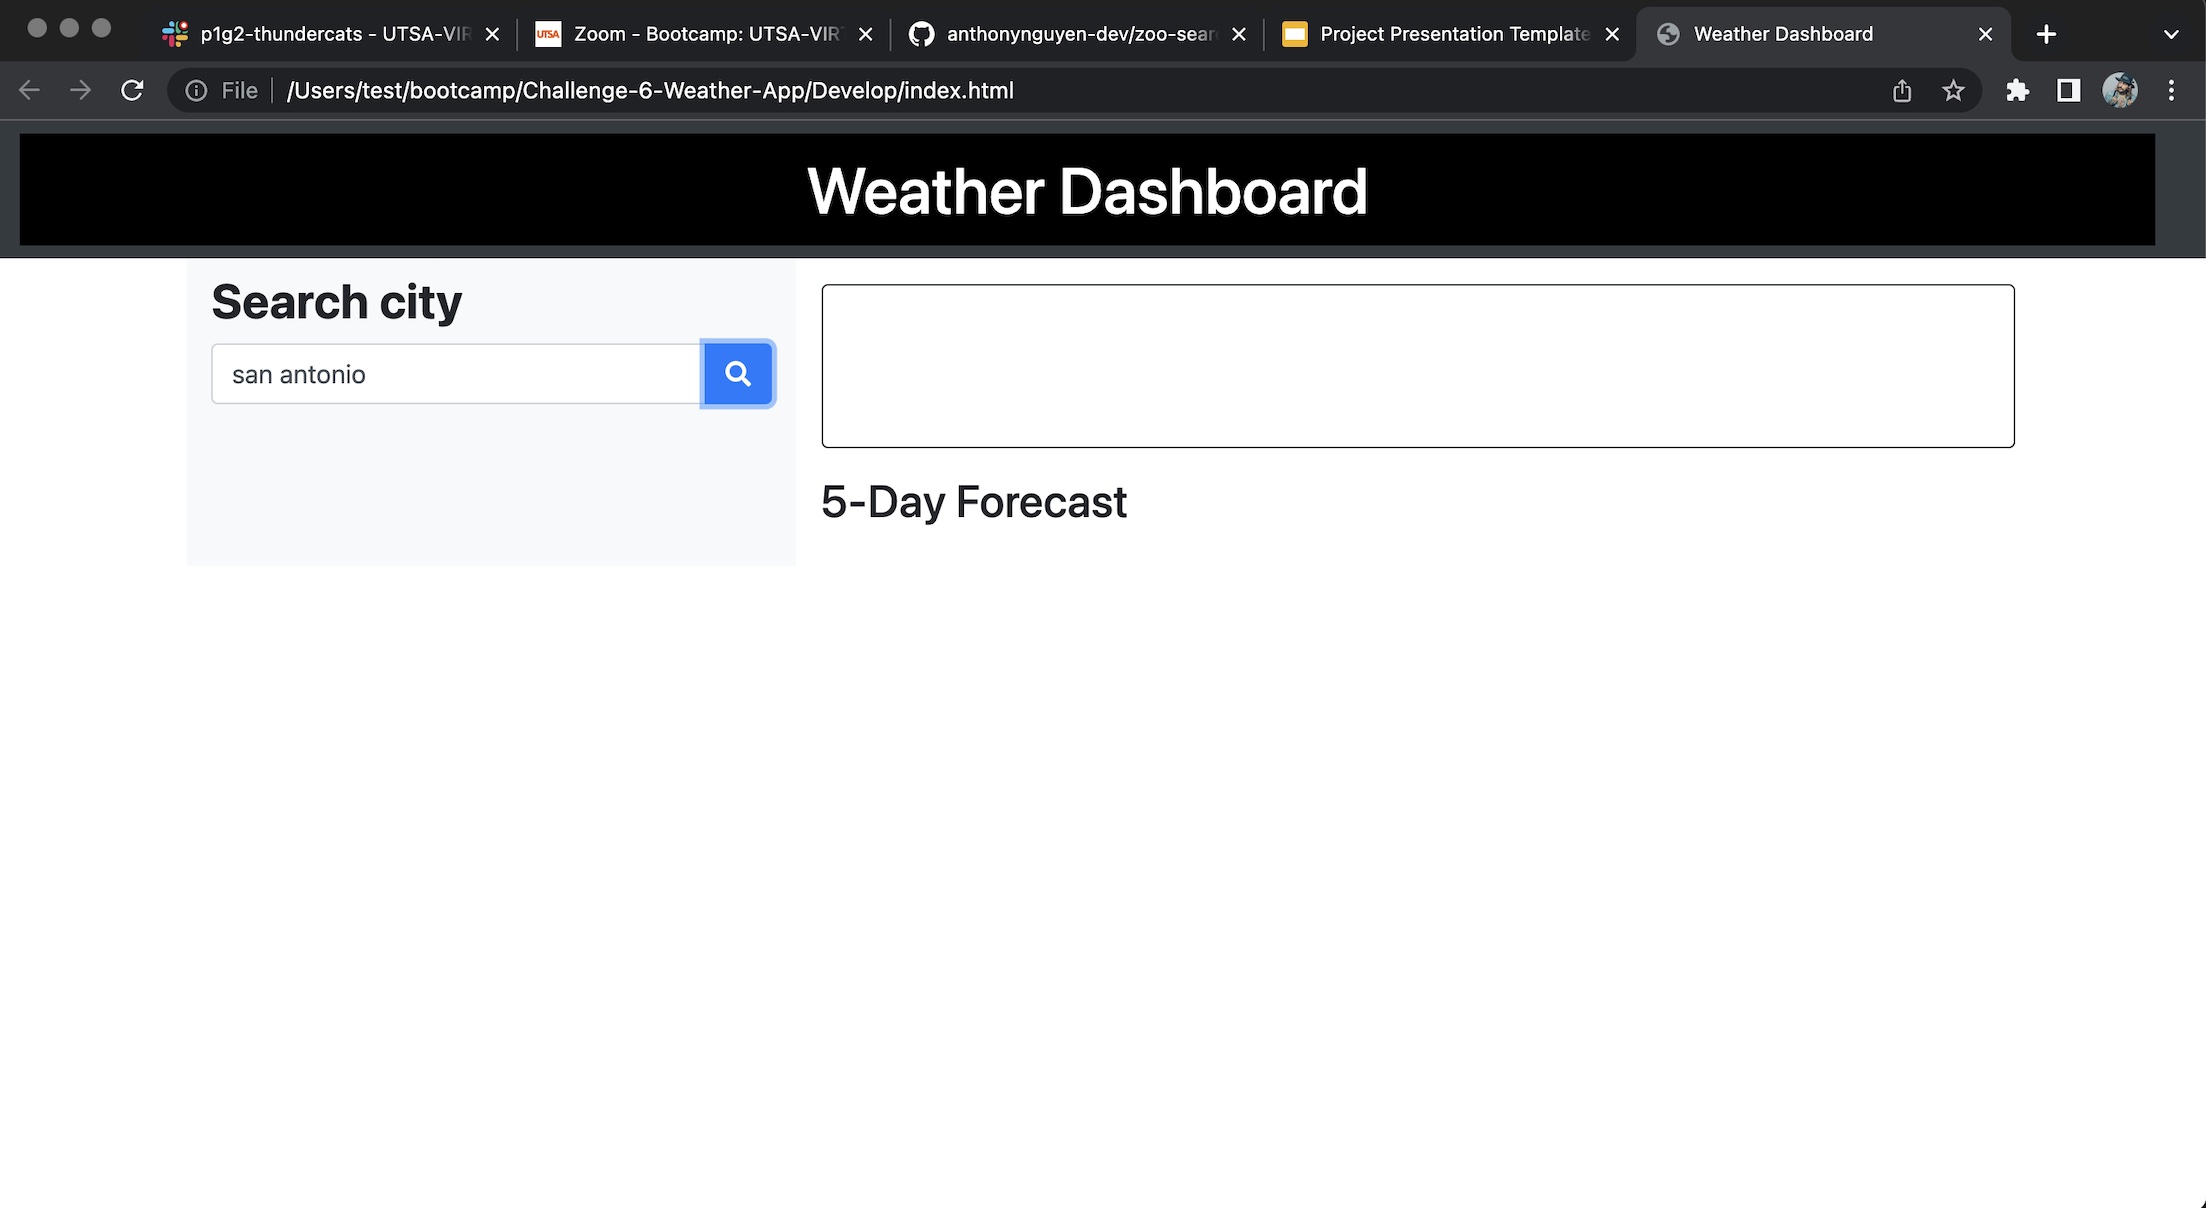 p1g2-thundercats - UTSA-VIR
UTSA
Zoom - Bootcamp: UTSA-VIR
anthonynguyen-dev/zoo-sear
Project Presentation Template
Weather Dashboard
File
/Users/test/bootcamp/Challenge-6-Weather-App/Develop/index.html
Weather Dashboard
Search city
san antonio
5-Day Forecast